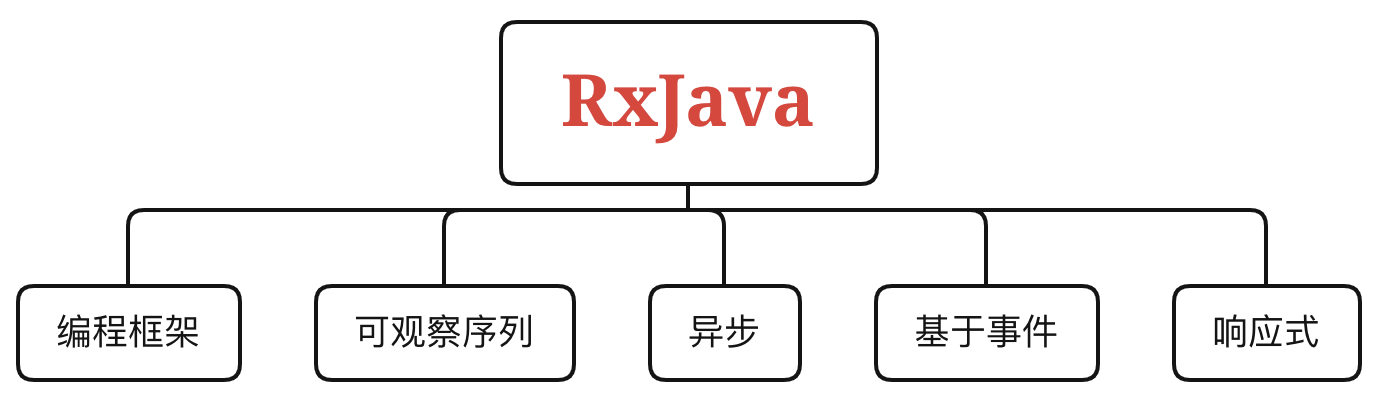 RxJava
编程框架
可观察序列
异步
基于事件
响应式